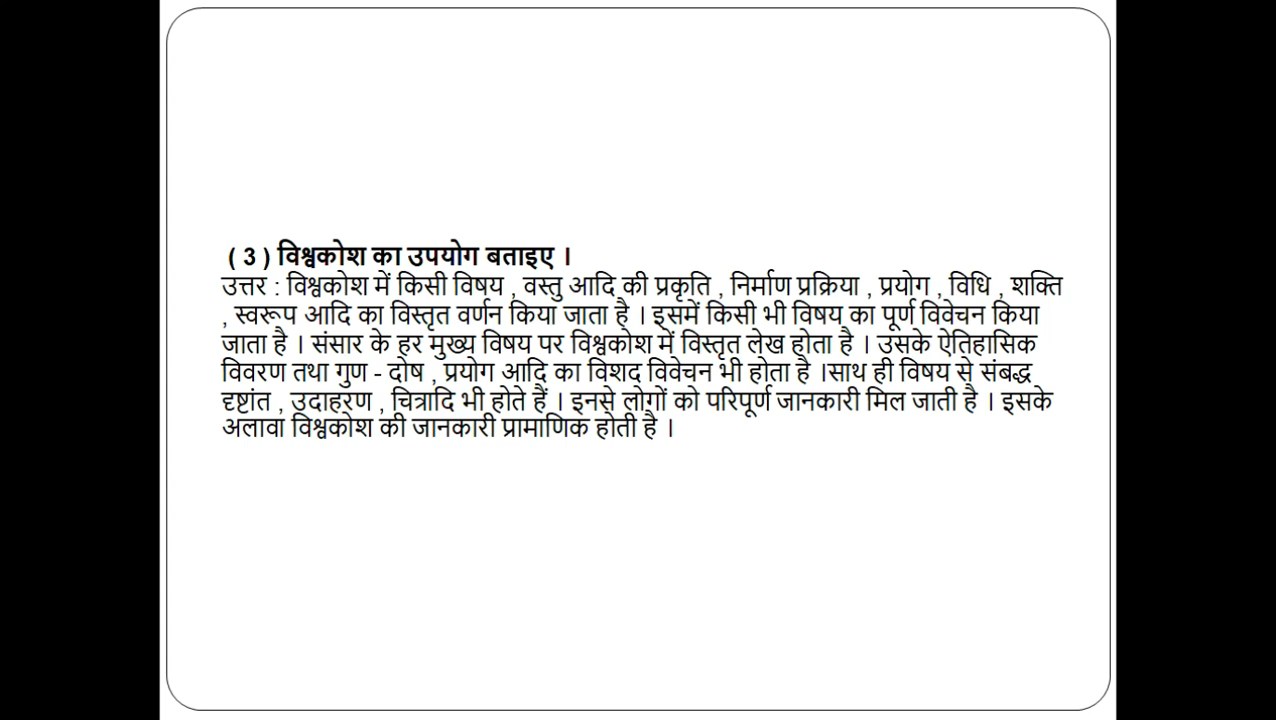 ( 3 ) विश्वकोश का उपयोग बताइए ।
उत्तर : विश्वकोश में किसी विषय , वस्तु आदि की प्रकृति , निर्माण प्रक्रिया , प्रयोग , विधि , शक्ति
, स्वरूप आदि का विस्तृत वर्णन किया जाता है । इसमें किसी भी विषय का पूर्ण विवेचन किया
जाता है । संसार के हर मुख्य विषय पर विश्वकोश में विस्तृत लेख होता है । उसके ऐतिहासिक
विवरण तथा गुण - दोष , प्रयोग आदि का विशद विवेचन भी होता है ।साथ ही विषय से संबद्ध
दृष्टांत , उदाहरण , चित्रादि भी होते हैं । इनसे लोगों को परिपूर्ण जानकारी मिल जाती है । इसके
अलावा विश्वकोश की जानकारी प्रामाणिक होती है ।